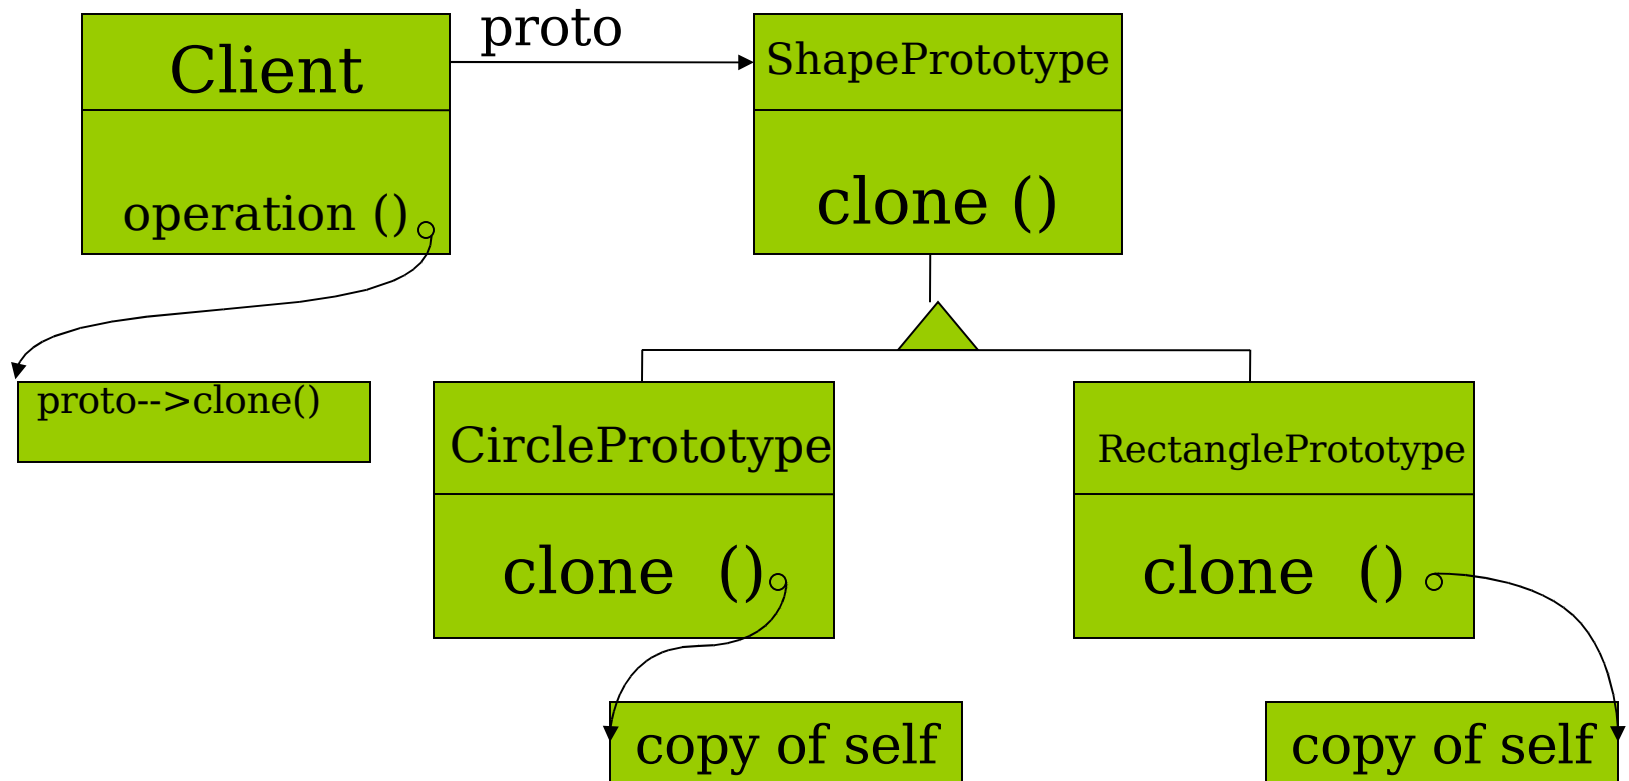 proto
Client
ShapePrototype
operation ()
clone ()
proto-->clone()
CirclePrototype
RectanglePrototype
clone  ()
clone  ()
copy of self
copy of self